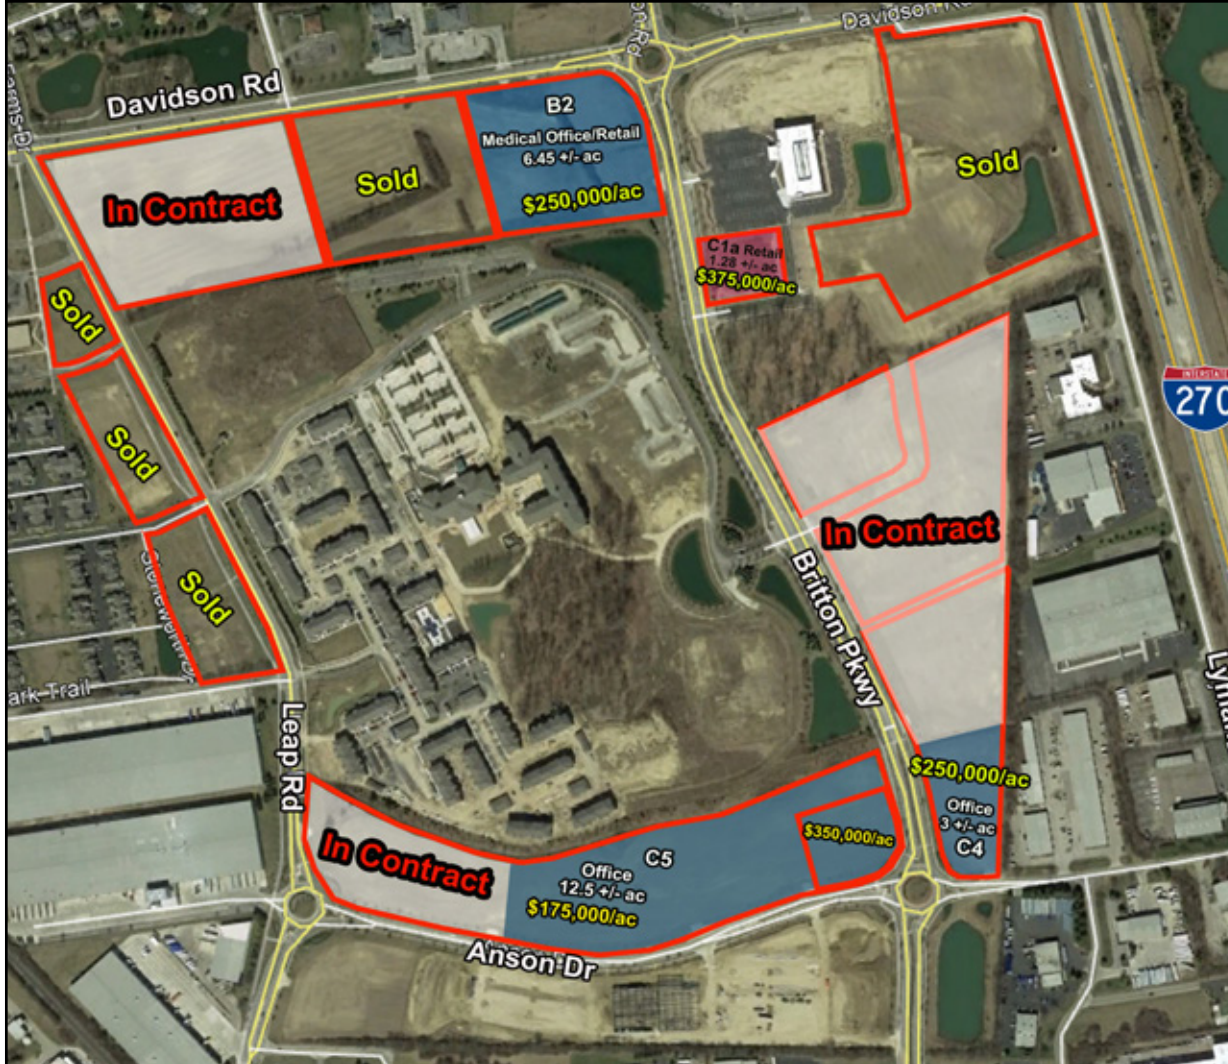 Davidson Rd
Davidson
Davidson Rd
B2
Medical Office/Retail
6.45 +/- ac
$250,000/ac
Sold
In Contract
Sold
C1a Retail
1.28 +/- ac
$375,000/ac
Sold
INTERSTATE
270
Sold
In Contract
Sold
Britton Pkwy
ark Trail
Leap Rd
$250,000/ac
Office
3 +/- ac
C4
$350,000/ac
In Contract
C5
Office
12.5 +/- ac
$175,000/ac
Anson Dr